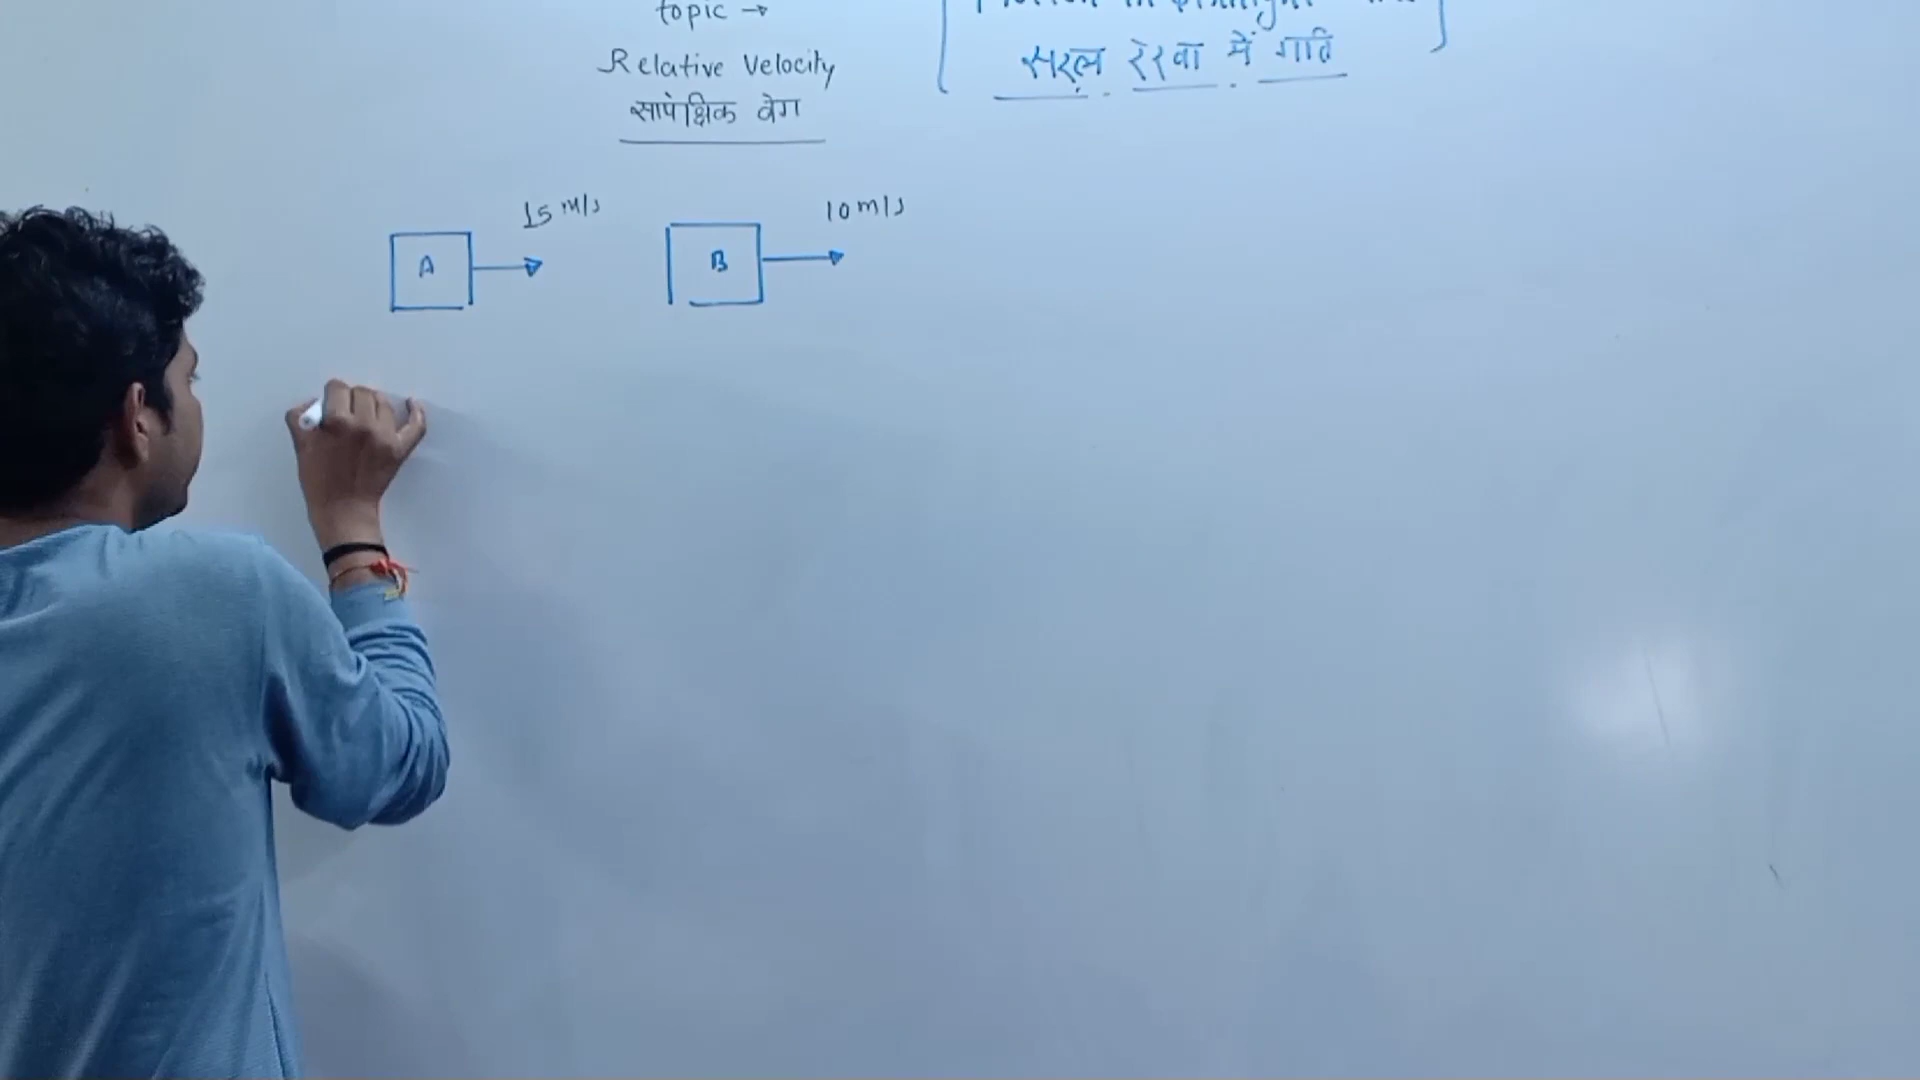 topic →
Relative Velocity
सापेक्षिक वेग
सरल रेखा में गति
15 m/s
10 m/s
A
B